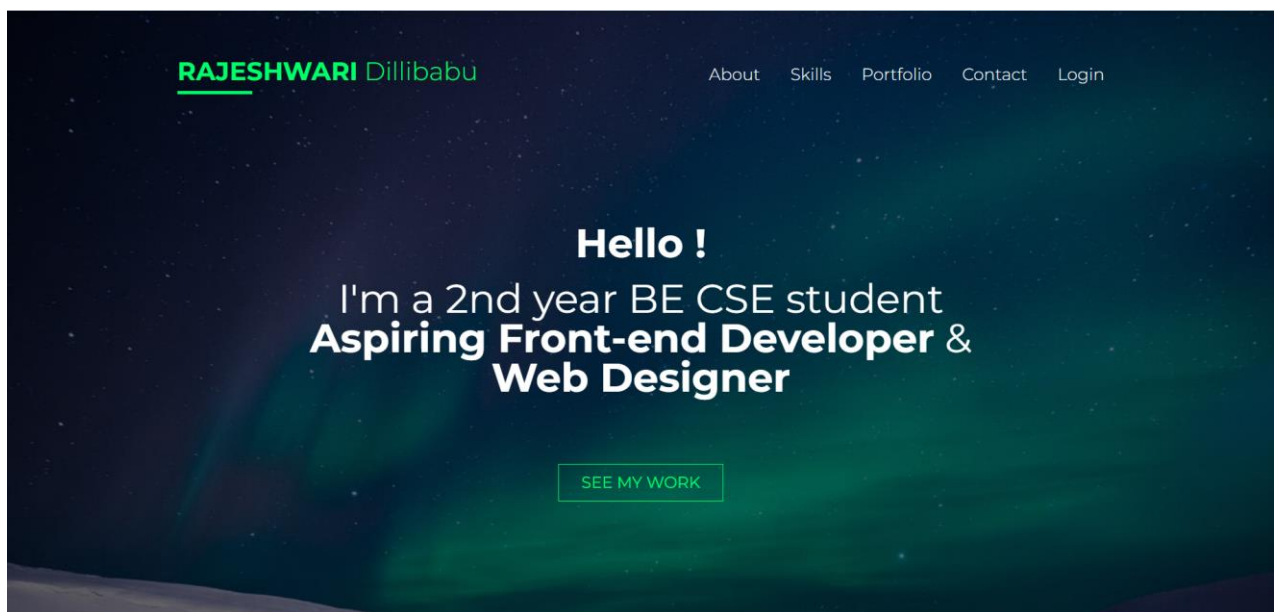 RAJESHWARI Dillibabu
About Skills Portfolio Contact Login
Hello !
I'm a 2nd year BE CSE student
Aspiring Front-end Developer &
Web Designer
SEE MY WORK